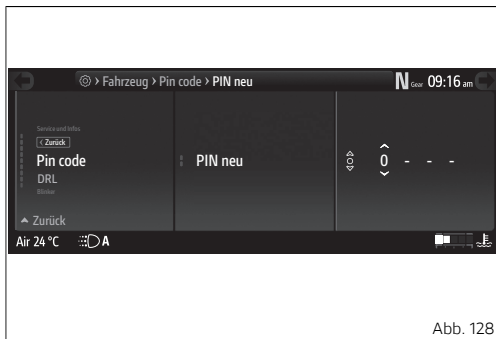 > Fahrzeug > Pin code > PIN neu
N Gear 09:16 am
Service und Infos
< Zurück
Pin code
DRL
Blinker
Zurück
PIN neu
0 - - -
Air 24 °C
A
Abb. 128